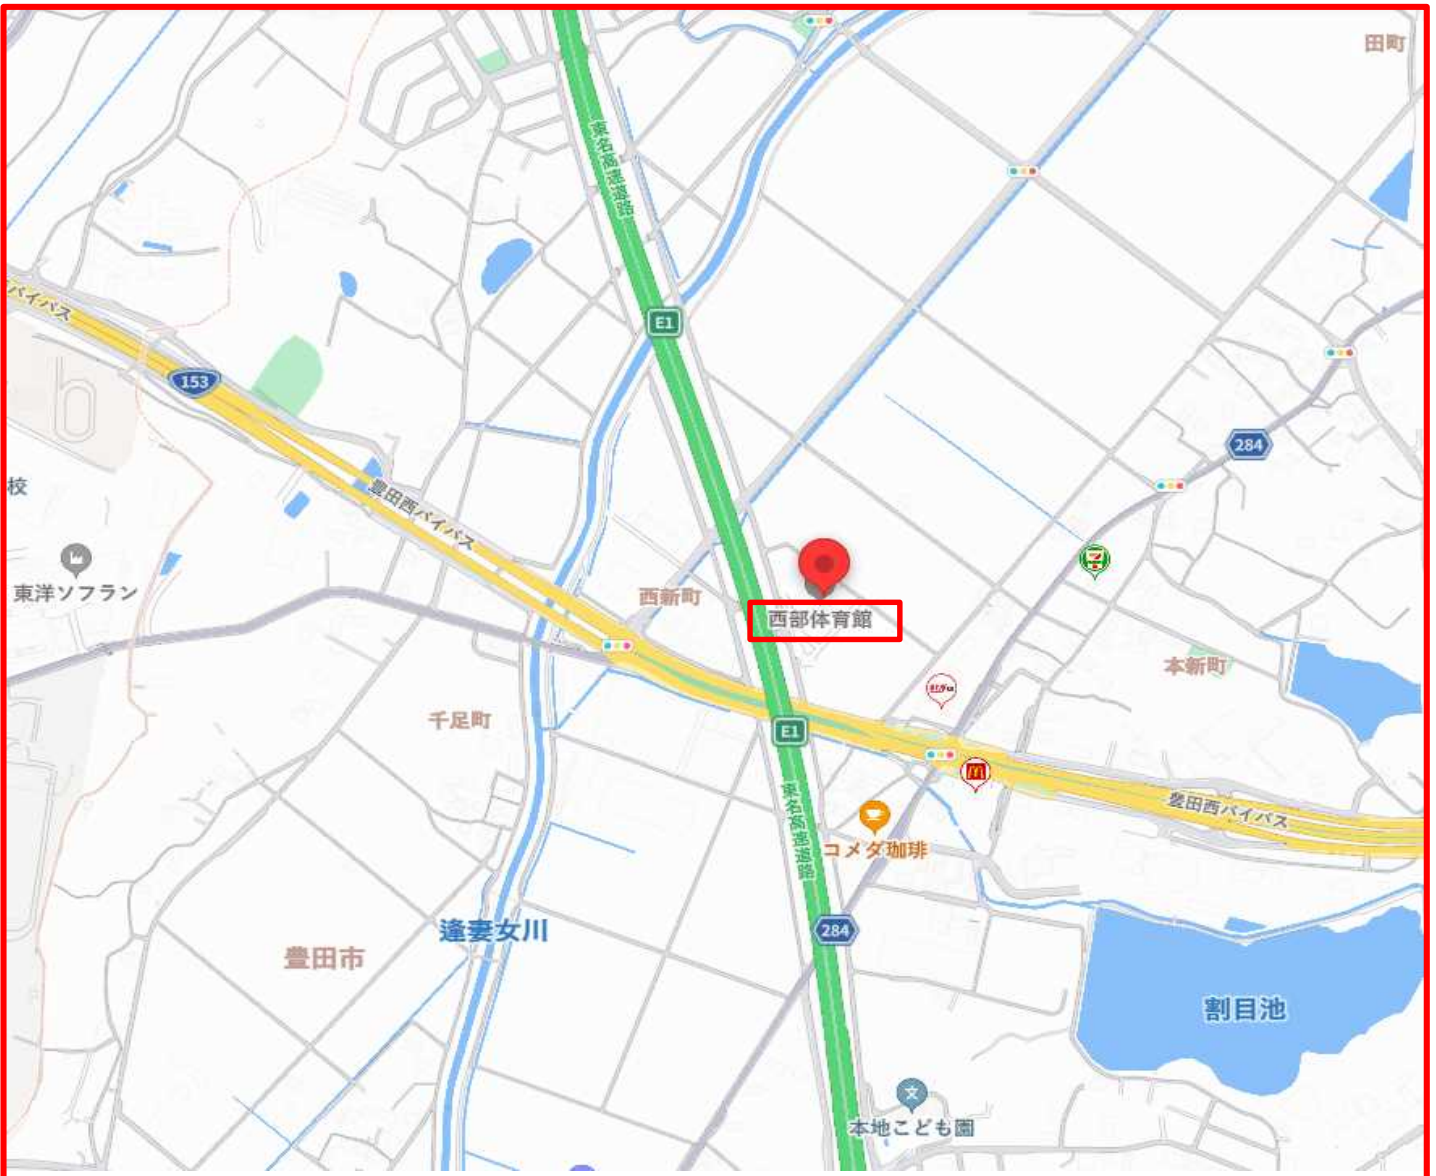 田町
東名高速道路
バイパス
E1
153
284
校
豊田西バイパス
東洋ソフラン
西新町
西部体育館
本新町
千足町
E1
豊田西バイパス
東名高速道路
コメダ珈琲
逢妻女川
284
豊田市
割目池
文
本地こども園